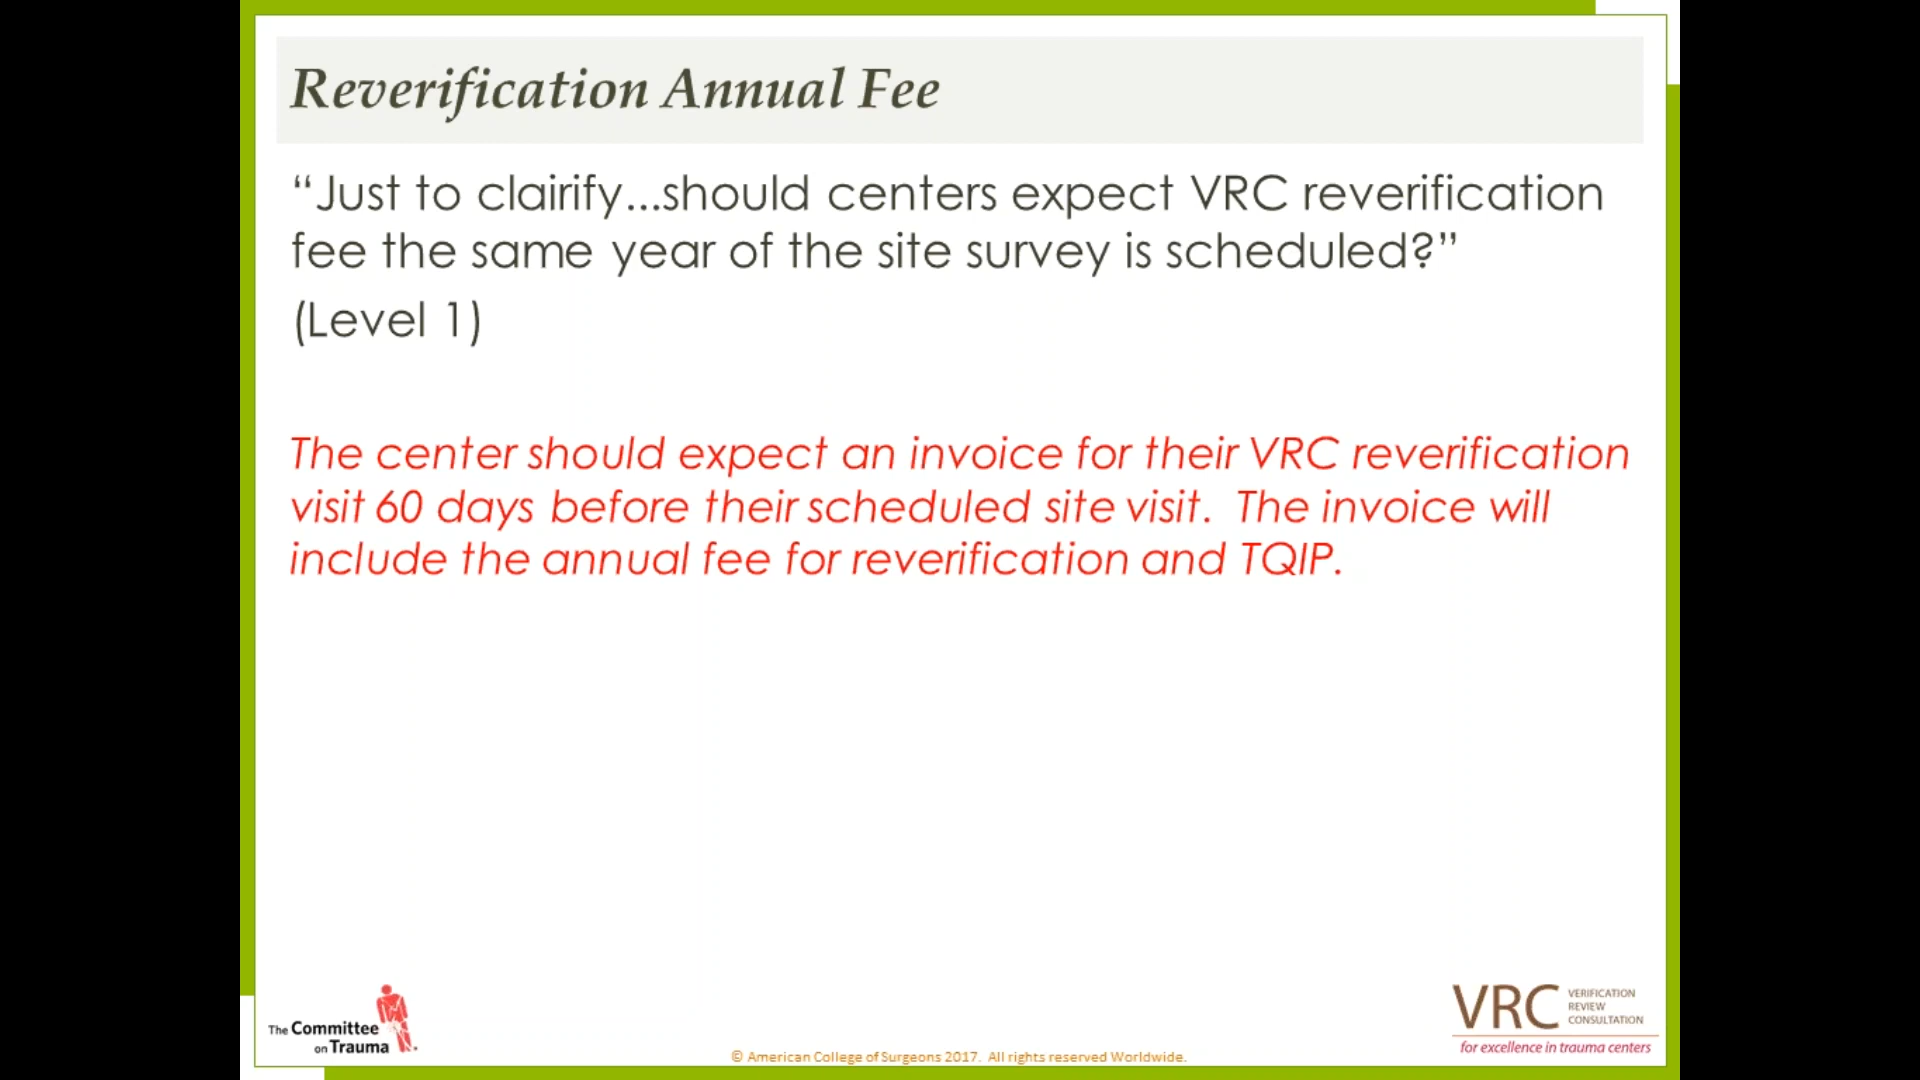 Reverification Annual Fee
“Just to clairify...should centers expect VRC reverification
fee the same year of the site survey is scheduled?”
(Level 1)
The center should expect an invoice for their VRC reverification
visit 60 days before their scheduled site visit.  The invoice will
include the annual fee for reverification and TQIP.
The Committee
on Trauma
© American College of Surgeons 2017.  All rights reserved Worldwide.
VRC
VERIFICATION
REVIEW
CONSULTATION
for excellence in trauma centers